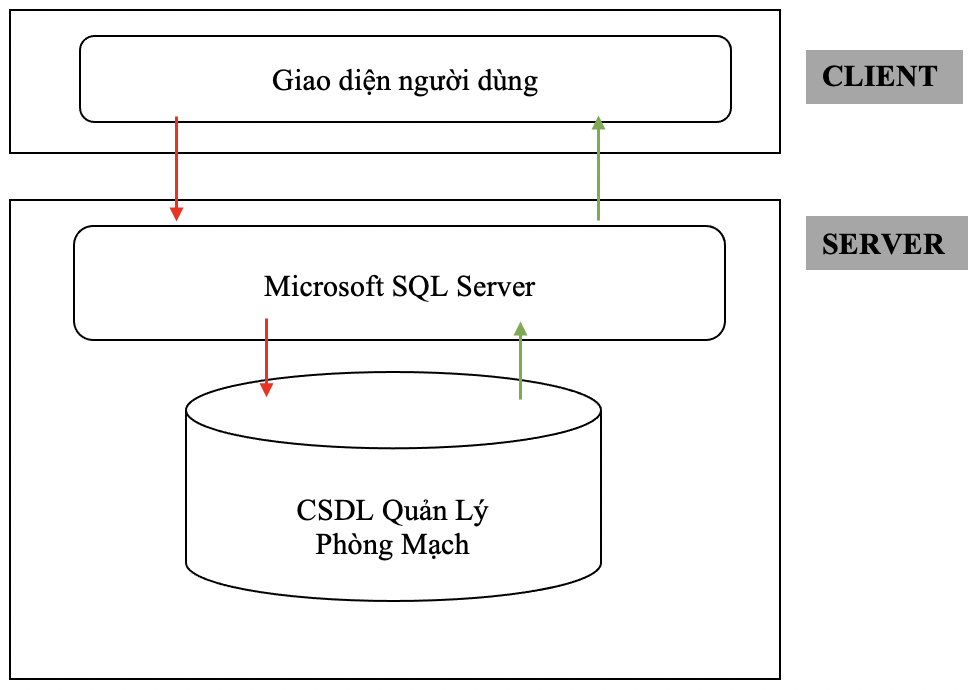 Giao diện người dùng
CLIENT
SERVER
Microsoft SQL Server
CSDL Quản Lý
Phòng Mạch